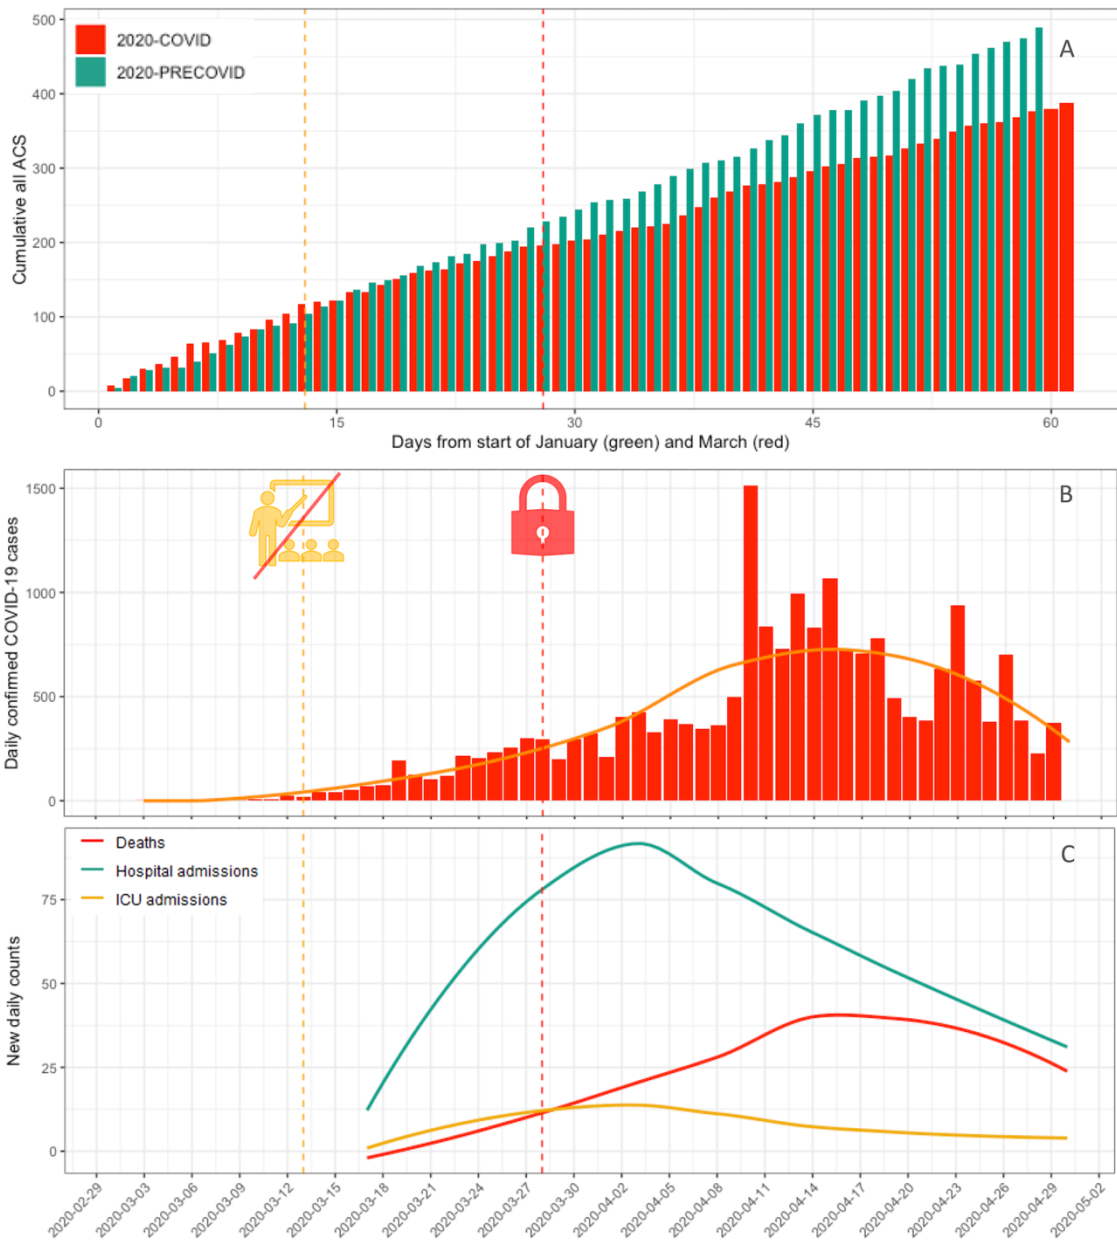 500
400
300
200
100
0
Cumulative all ACS
2020-COVID
2020-PRECOVID
A
0 15 30 45 60
Days from start of January (green) and March (red)
1500
1000
500
0
Daily confirmed COVID-19 cases
B
75
50
25
0
New daily counts
Deaths
Hospital admissions
ICU admissions
C
2020-02-29 2020-03-03 2020-03-06 2020-03-09 2020-03-12 2020-03-15 2020-03-18 2020-03-21 2020-03-24 2020-03-27 2020-03-30 2020-04-02 2020-04-05 2020-04-08 2020-04-11 2020-04-14 2020-04-17 2020-04-20 2020-04-23 2020-04-26 2020-04-29 2020-05-02